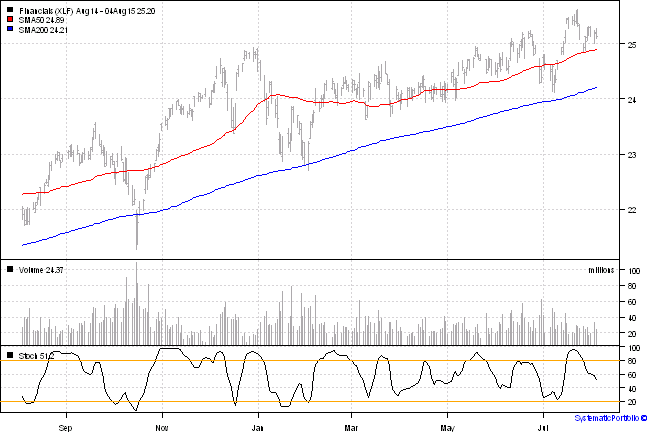 Financials (XLF) Aug 14 - 04Aug15 25.20
SMA50 24.89
SMA200 24.21
25
24
23
22
Volume 24.37
millions
100
80
60
40
20
Stoch 51.2
100
80
60
40
20
Sep
Nov
Jan
Mar
May
Jul
SystematicPortfolio ©